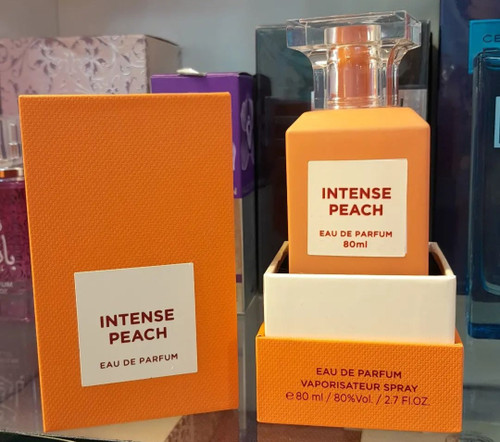 INTENSE
PEACH
EAU DE PARFUM
INTENSE
PEACH
EAU DE PARFUM
80ml
EAU DE PARFUM
VAPORISATEUR SPRAY
℮ 80 ml / 80%Vol. / 2.7 Fl.OZ.